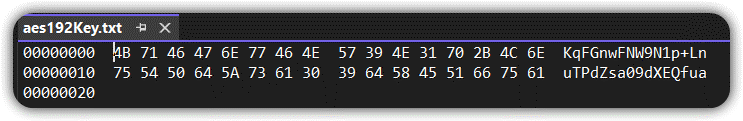 aes192Key.txt
00000000 4B 71 46 47 6E 77 46 4E 57 39 4E 31 70 2B 4C 6E KqFGnwFNW9N1p+Ln
00000010 75 54 50 64 5A 73 61 30 39 64 58 45 51 66 75 61 uTPdZsa09dXEQfua
00000020